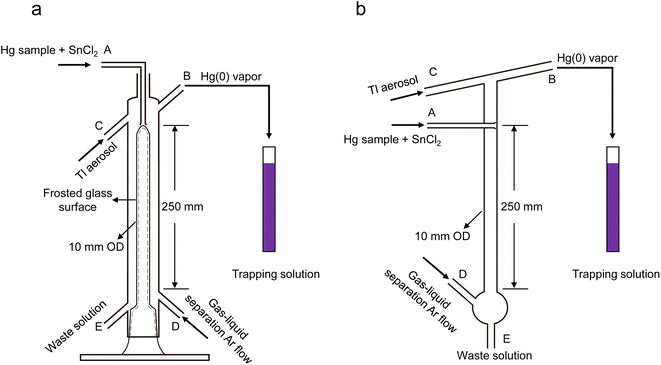 a
Hg sample + SnCl2 A
B
Hg(0) vapor
C
Tl aerosol
Frosted glass
surface
250 mm
10 mm OD
Trapping solution
Waste solution
E
D
Gas-liquid
separation Ar flow
b
Hg(0) vapor
C
B
Tl aerosol
A
Hg sample + SnCl2
250 mm
10 mm OD
D
Gas-liquid
separation Ar flow
Trapping solution
E
Waste solution